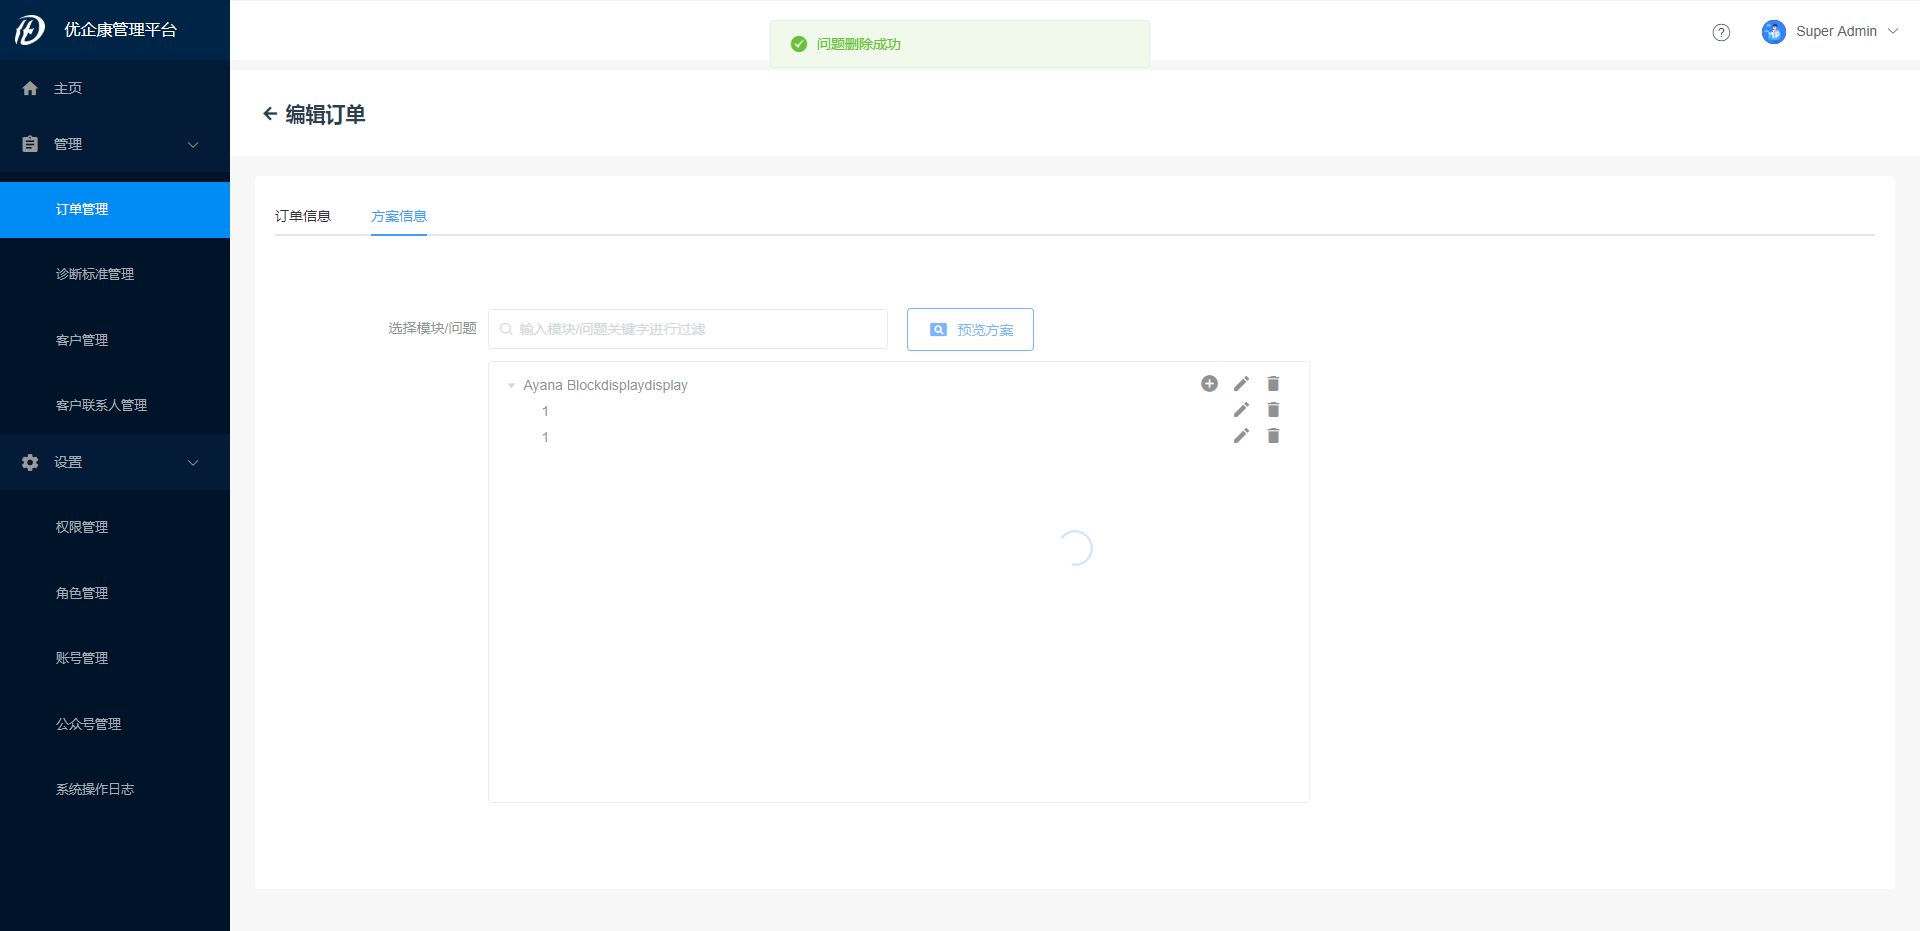 优企康管理平台
问题删除成功
Super Admin
主页
管理
订单管理
诊断标准管理
客户管理
客户联系人管理
设置
权限管理
角色管理
账号管理
公众号管理
系统操作日志
编辑订单
订单信息
方案信息
选择模块/问题
输入模块/问题关键字进行过滤
预览方案
Ayana Blockdisplaydisplay
1
1